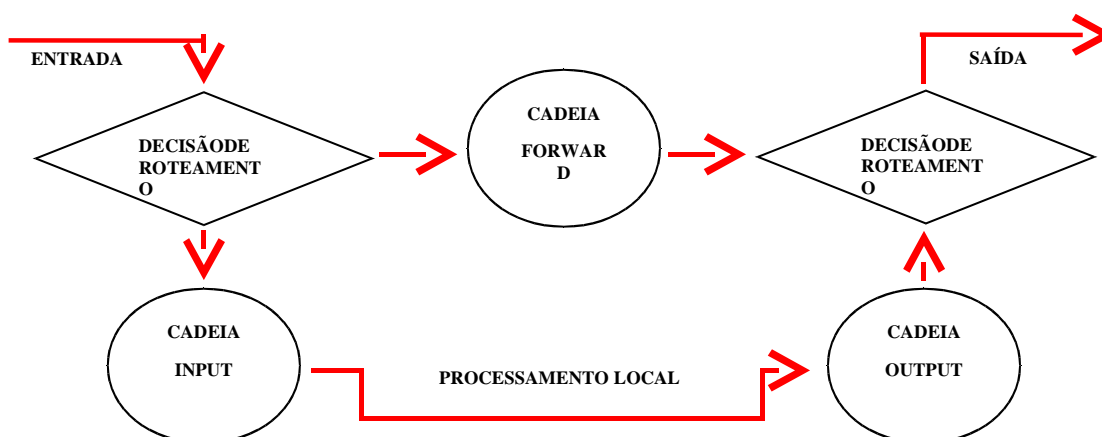 ENTRADA
DECISÃODE
ROTEAMENT
O
CADEIA
FORWAR
D
SAÍDA
DECISÃODE
ROTEAMENT
O
CADEIA
INPUT
PROCESSAMENTO LOCAL
CADEIA
OUTPUT